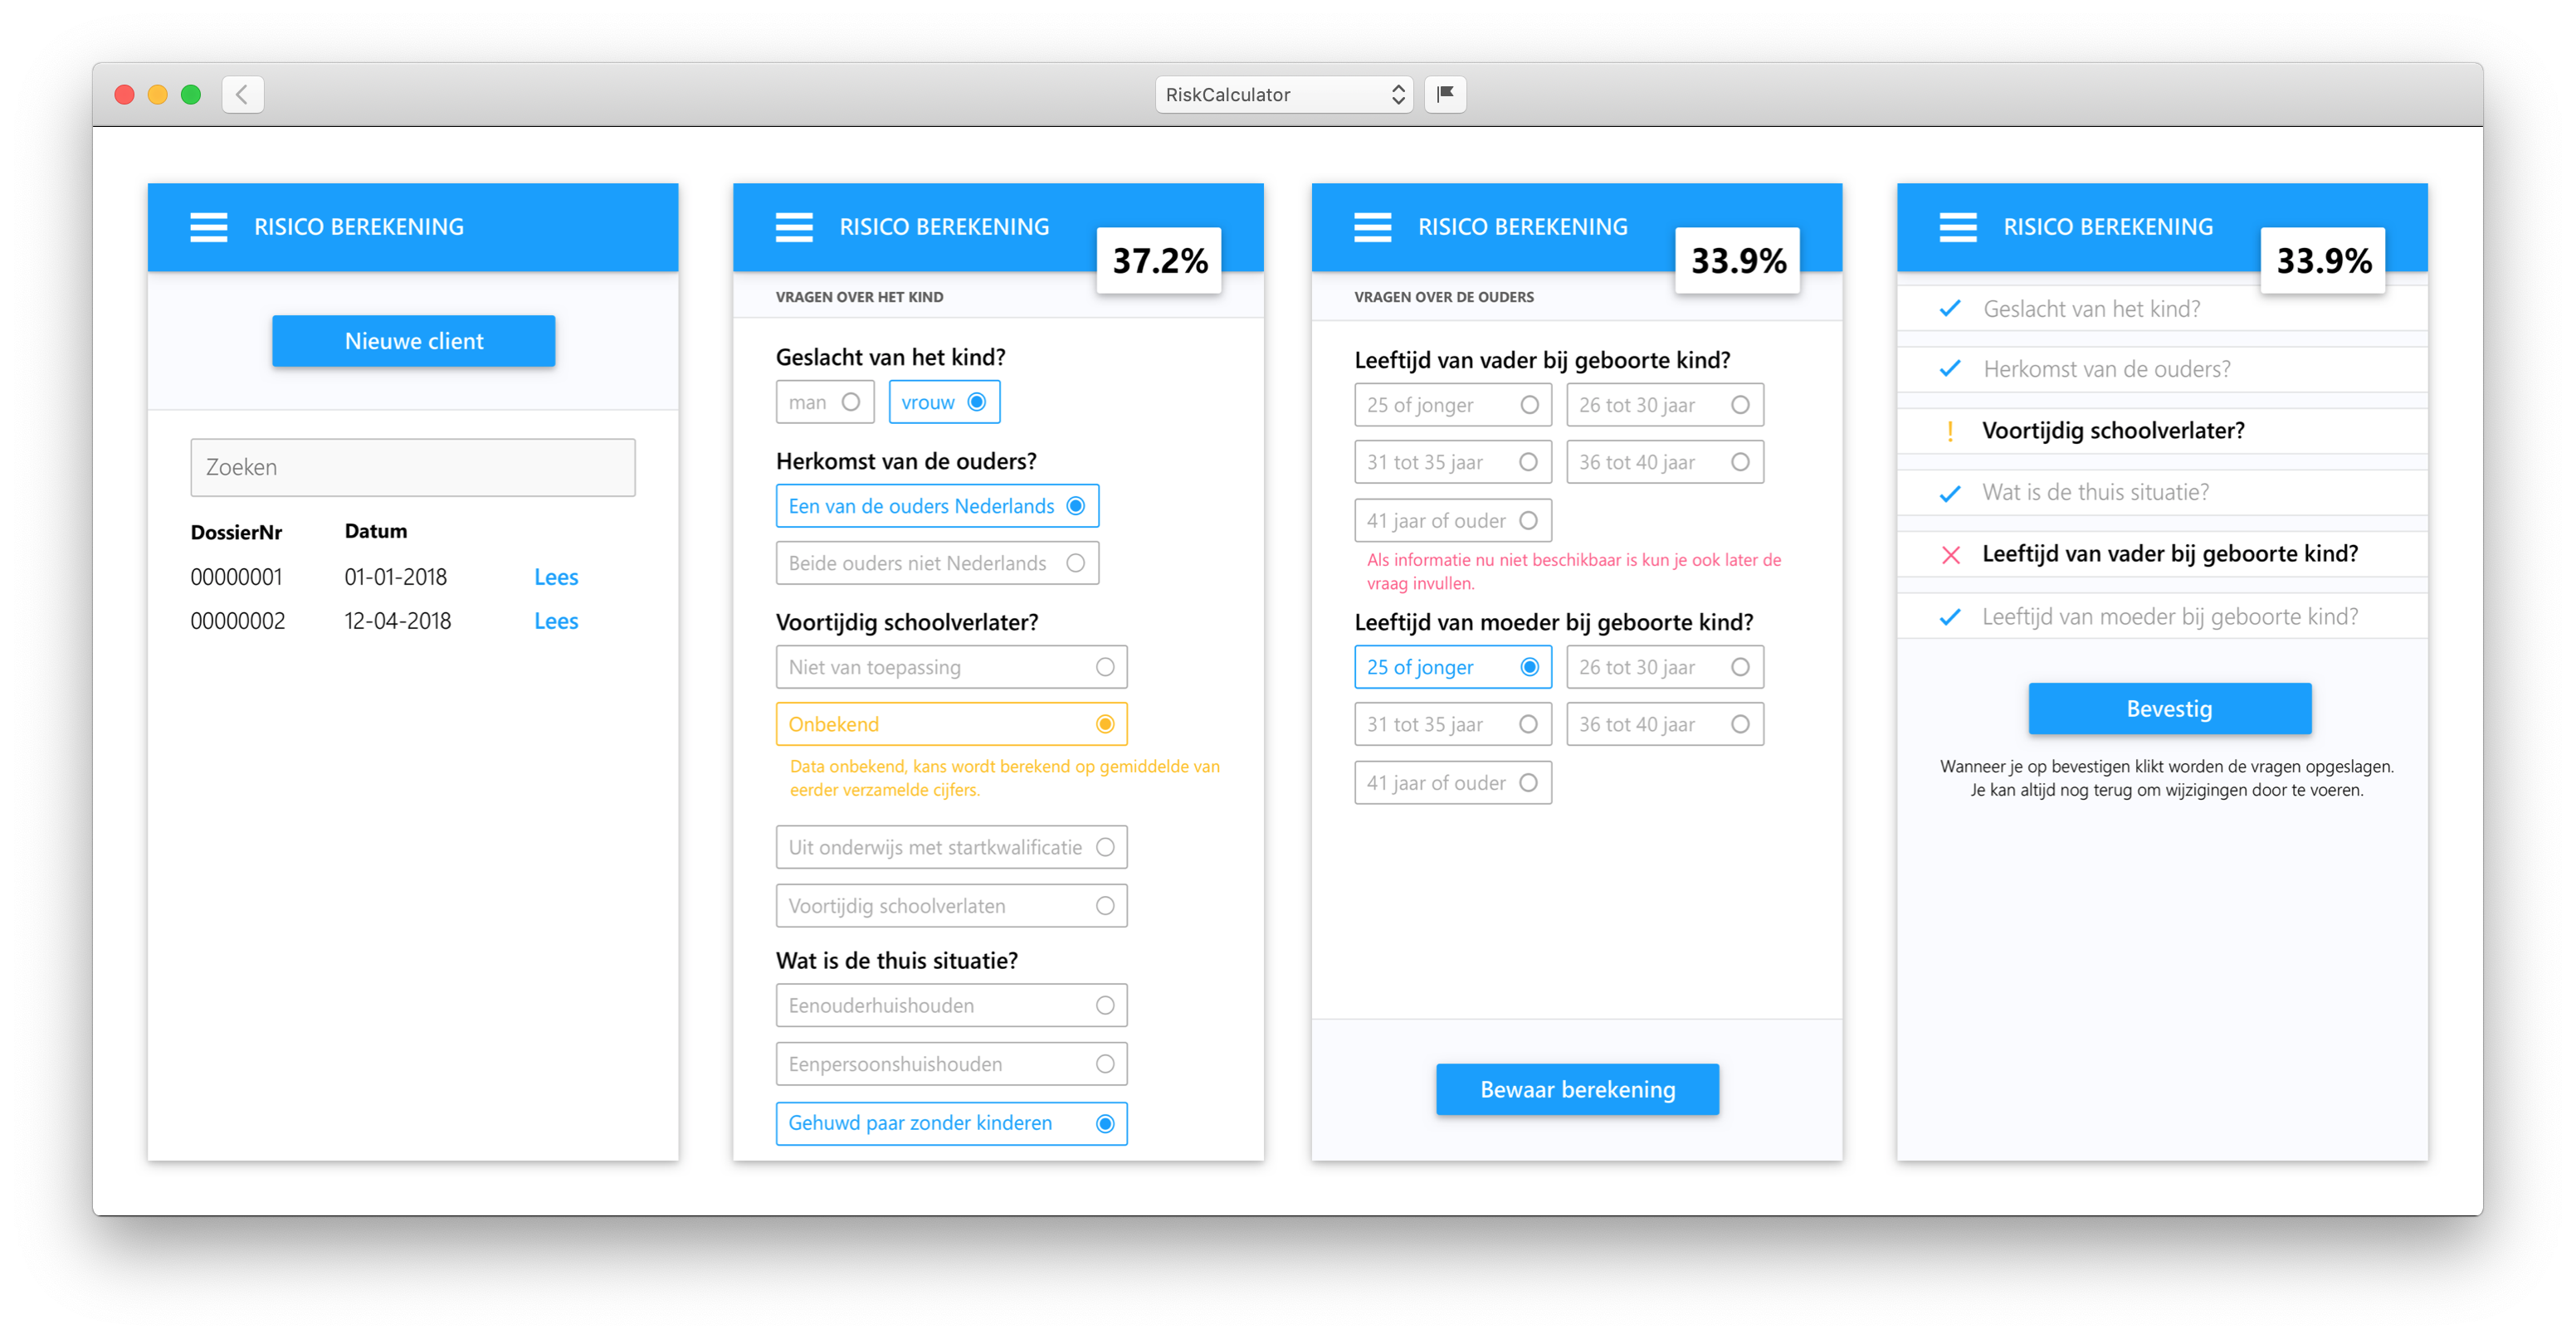 RiskCalculator
RISICO BEREKENING
Nieuwe client
Zoeken
DossierNr Datum
00000001 01-01-2018 Lees
00000002 12-04-2018 Lees
RISICO BEREKENING
37.2%
VRAGEN OVER HET KIND
Geslacht van het kind?
man vrouw
Herkomst van de ouders?
Een van de ouders Nederlands
Beide ouders niet Nederlands
Voortijdig schoolverlater?
Niet van toepassing
Onbekend
Data onbekend, kans wordt berekend op gemiddelde van
eerder verzamelde cijfers.
Uit onderwijs met startkwalificatie
Voortijdig schoolverlaten
Wat is de thuis situatie?
Eenouderhuishouden
Eenpersoonshuishouden
Gehuwd paar zonder kinderen
RISICO BEREKENING
33.9%
VRAGEN OVER DE OUDERS
Leeftijd van vader bij geboorte kind?
25 of jonger 26 tot 30 jaar
31 tot 35 jaar 36 tot 40 jaar
41 jaar of ouder
Als informatie nu niet beschikbaar is kun je ook later de
vraag invullen.
Leeftijd van moeder bij geboorte kind?
25 of jonger 26 tot 30 jaar
31 tot 35 jaar 36 tot 40 jaar
41 jaar of ouder
Bewaar berekening
RISICO BEREKENING
33.9%
Geslacht van het kind?
Herkomst van de ouders?
! Voortijdig schoolverlater?
Wat is de thuis situatie?
Leeftijd van vader bij geboorte kind?
Leeftijd van moeder bij geboorte kind?
Bevestig
Wanneer je op bevestigen klikt worden de vragen opgeslagen.
Je kan altijd nog terug om wijzigingen door te voeren.